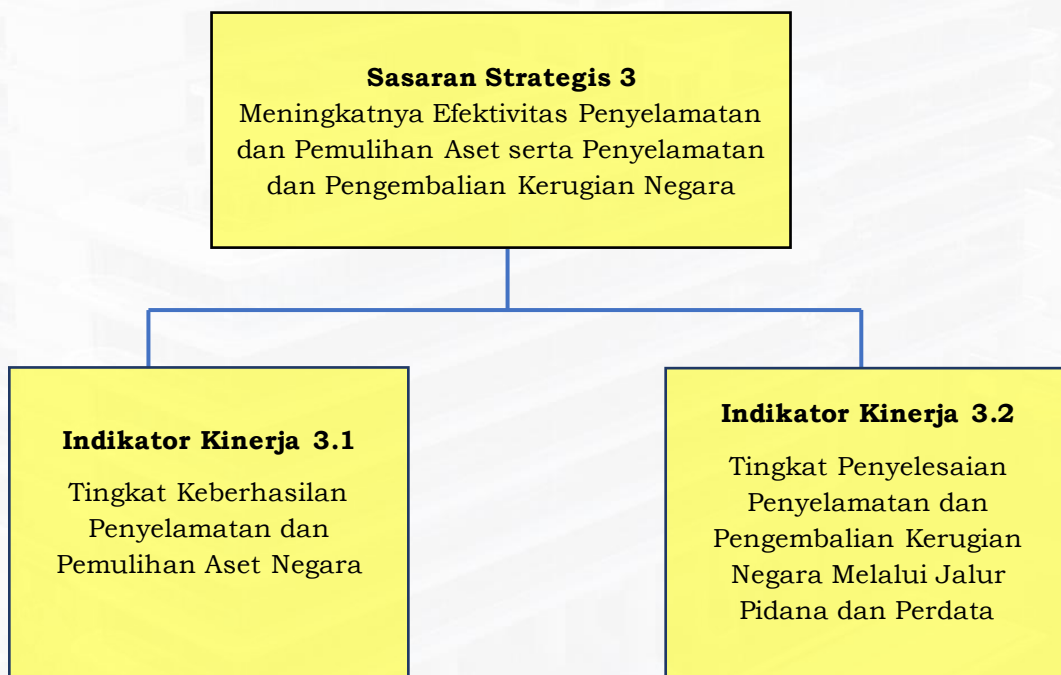 Sasaran Strategis 3
Meningkatnya Efektivitas Penyelamatan
dan Pemulihan Aset serta Penyelamatan
dan Pengembalian Kerugian Negara
Indikator Kinerja 3.1
Tingkat Keberhasilan
Penyelamatan dan
Pemulihan Aset Negara
Indikator Kinerja 3.2
Tingkat Penyelesaian
Penyelamatan dan
Pengembalian Kerugian
Negara Melalui Jalur
Pidana dan Perdata